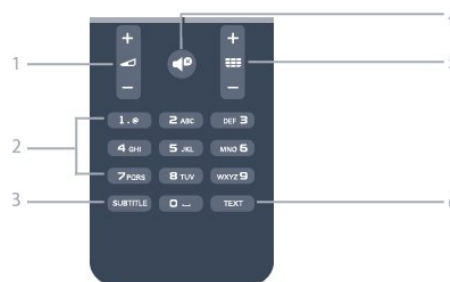 + +
1
− −
1 . @ 2 ABC DEF 3
2
4 GHI 5 JKL MNO 6
7 PQRS 8 TUV WXYZ 9
3 SUBTITLE 0 ⎵ TEXT